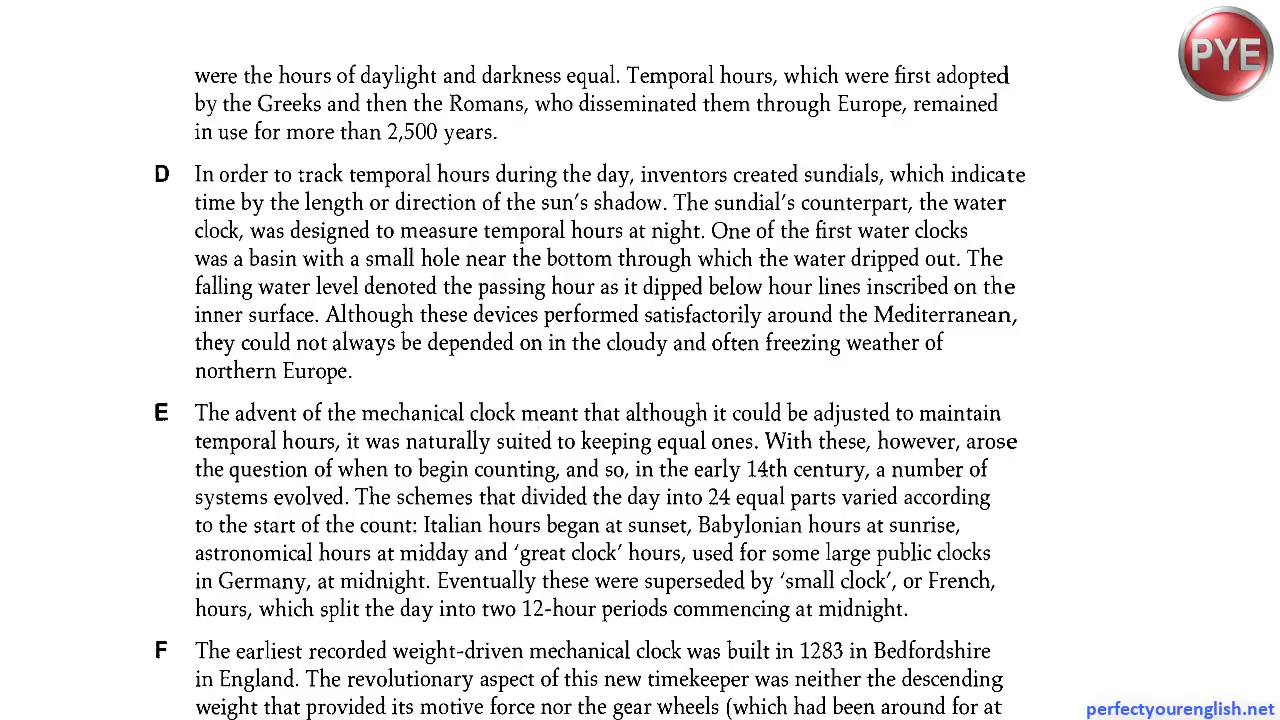 PYE
were the hours of daylight and darkness equal. Temporal hours, which were first adopted
by the Greeks and then the Romans, who disseminated them through Europe, remained
in use for more than 2,500 years.
D In order to track temporal hours during the day, inventors created sundials, which indicate
time by the length or direction of the sun's shadow. The sundial's counterpart, the water
clock, was designed to measure temporal hours at night. One of the first water clocks
was a basin with a small hole near the bottom through which the water dripped out. The
falling water level denoted the passing hour as it dipped below hour lines inscribed on the
inner surface. Although these devices performed satisfactorily around the Mediterranean,
they could not always be depended on in the cloudy and often freezing weather of
northern Europe.
E The advent of the mechanical clock meant that although it could be adjusted to maintain
temporal hours, it was naturally suited to keeping equal ones. With these, however, arose
the question of when to begin counting, and so, in the early 14th century, a number of
systems evolved. The schemes that divided the day into 24 equal parts varied according
to the start of the count: Italian hours began at sunset, Babylonian hours at sunrise,
astronomical hours at midday and 'great clock' hours, used for some large public clocks
in Germany, at midnight. Eventually these were superseded by 'small clock', or French,
hours, which split the day into two 12-hour periods commencing at midnight.
F The earliest recorded weight-driven mechanical clock was built in 1283 in Bedfordshire
in England. The revolutionary aspect of this new timekeeper was neither the descending
weight that provided its motive force nor the gear wheels (which had been around for at
perfectyourenglish.net